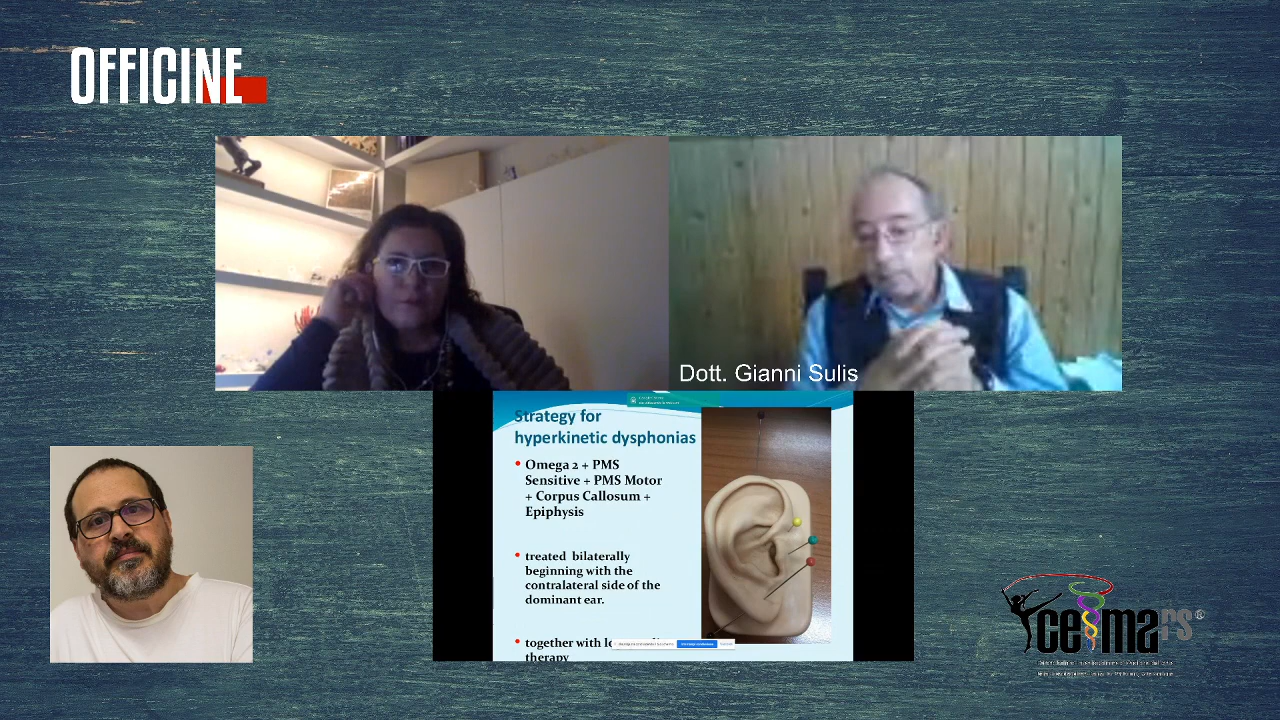 OFFICINE
Dott. Gianni Sulis
Strategy for
hyperkinetic dysphonias
• Omega 2 + PMS
Sensitive + PMS Motor
+ Corpus Callosum +
Epiphysis
• treated bilaterally
beginning with the
contralateral side of the
dominant ear.
• together with
therapy
ceimars®